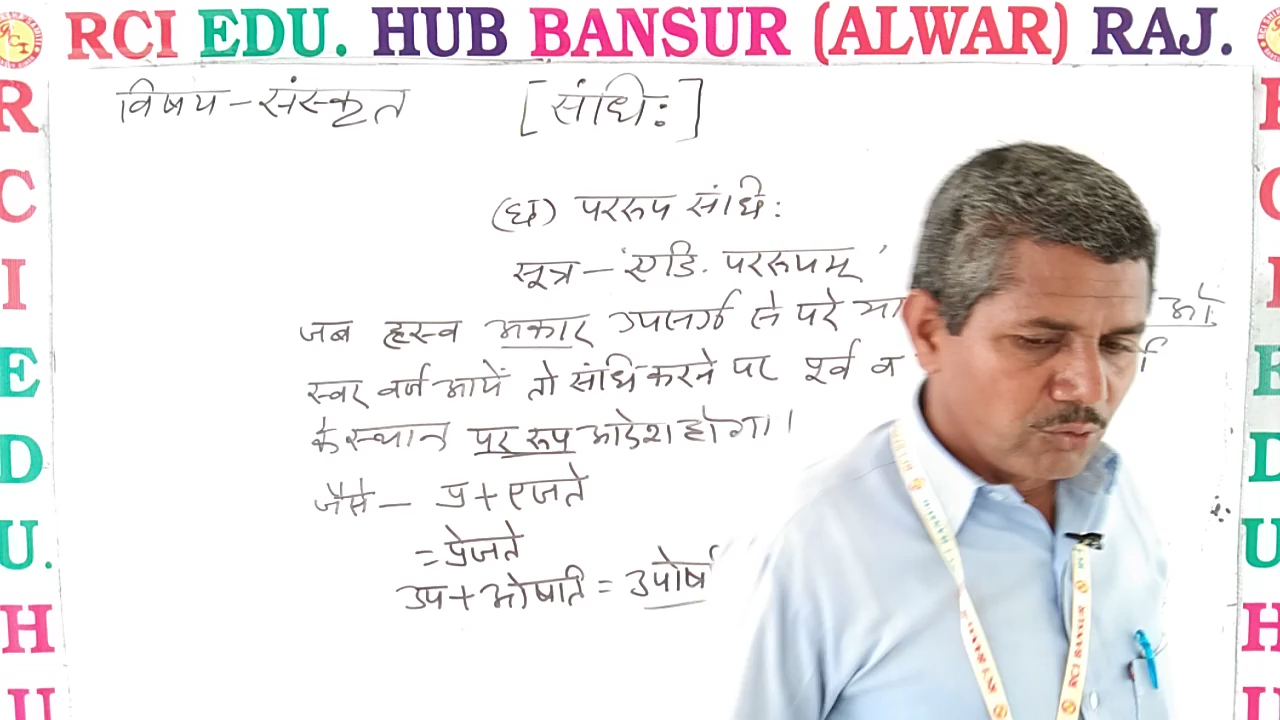 RCI EDU. HUB BANSUR (ALWAR) RAJ.
विषय - संस्कृत [संधिः]
(घ) पररुप संधि:
सूत्र - 'एडि. पररुपम्'
जब ह्रस्व अकार उपसर्ग से परे ओ
स्वर वर्ण आयें तो संधि करने पर पूर्व
के स्थान पर रूप आदेश होगा।
जैसे - प्र + एजते
= प्रेजते
उप + ओषति = उपोष
R
C
I
E
D
U.
H
U
R
C
I
E
D
U
H
U